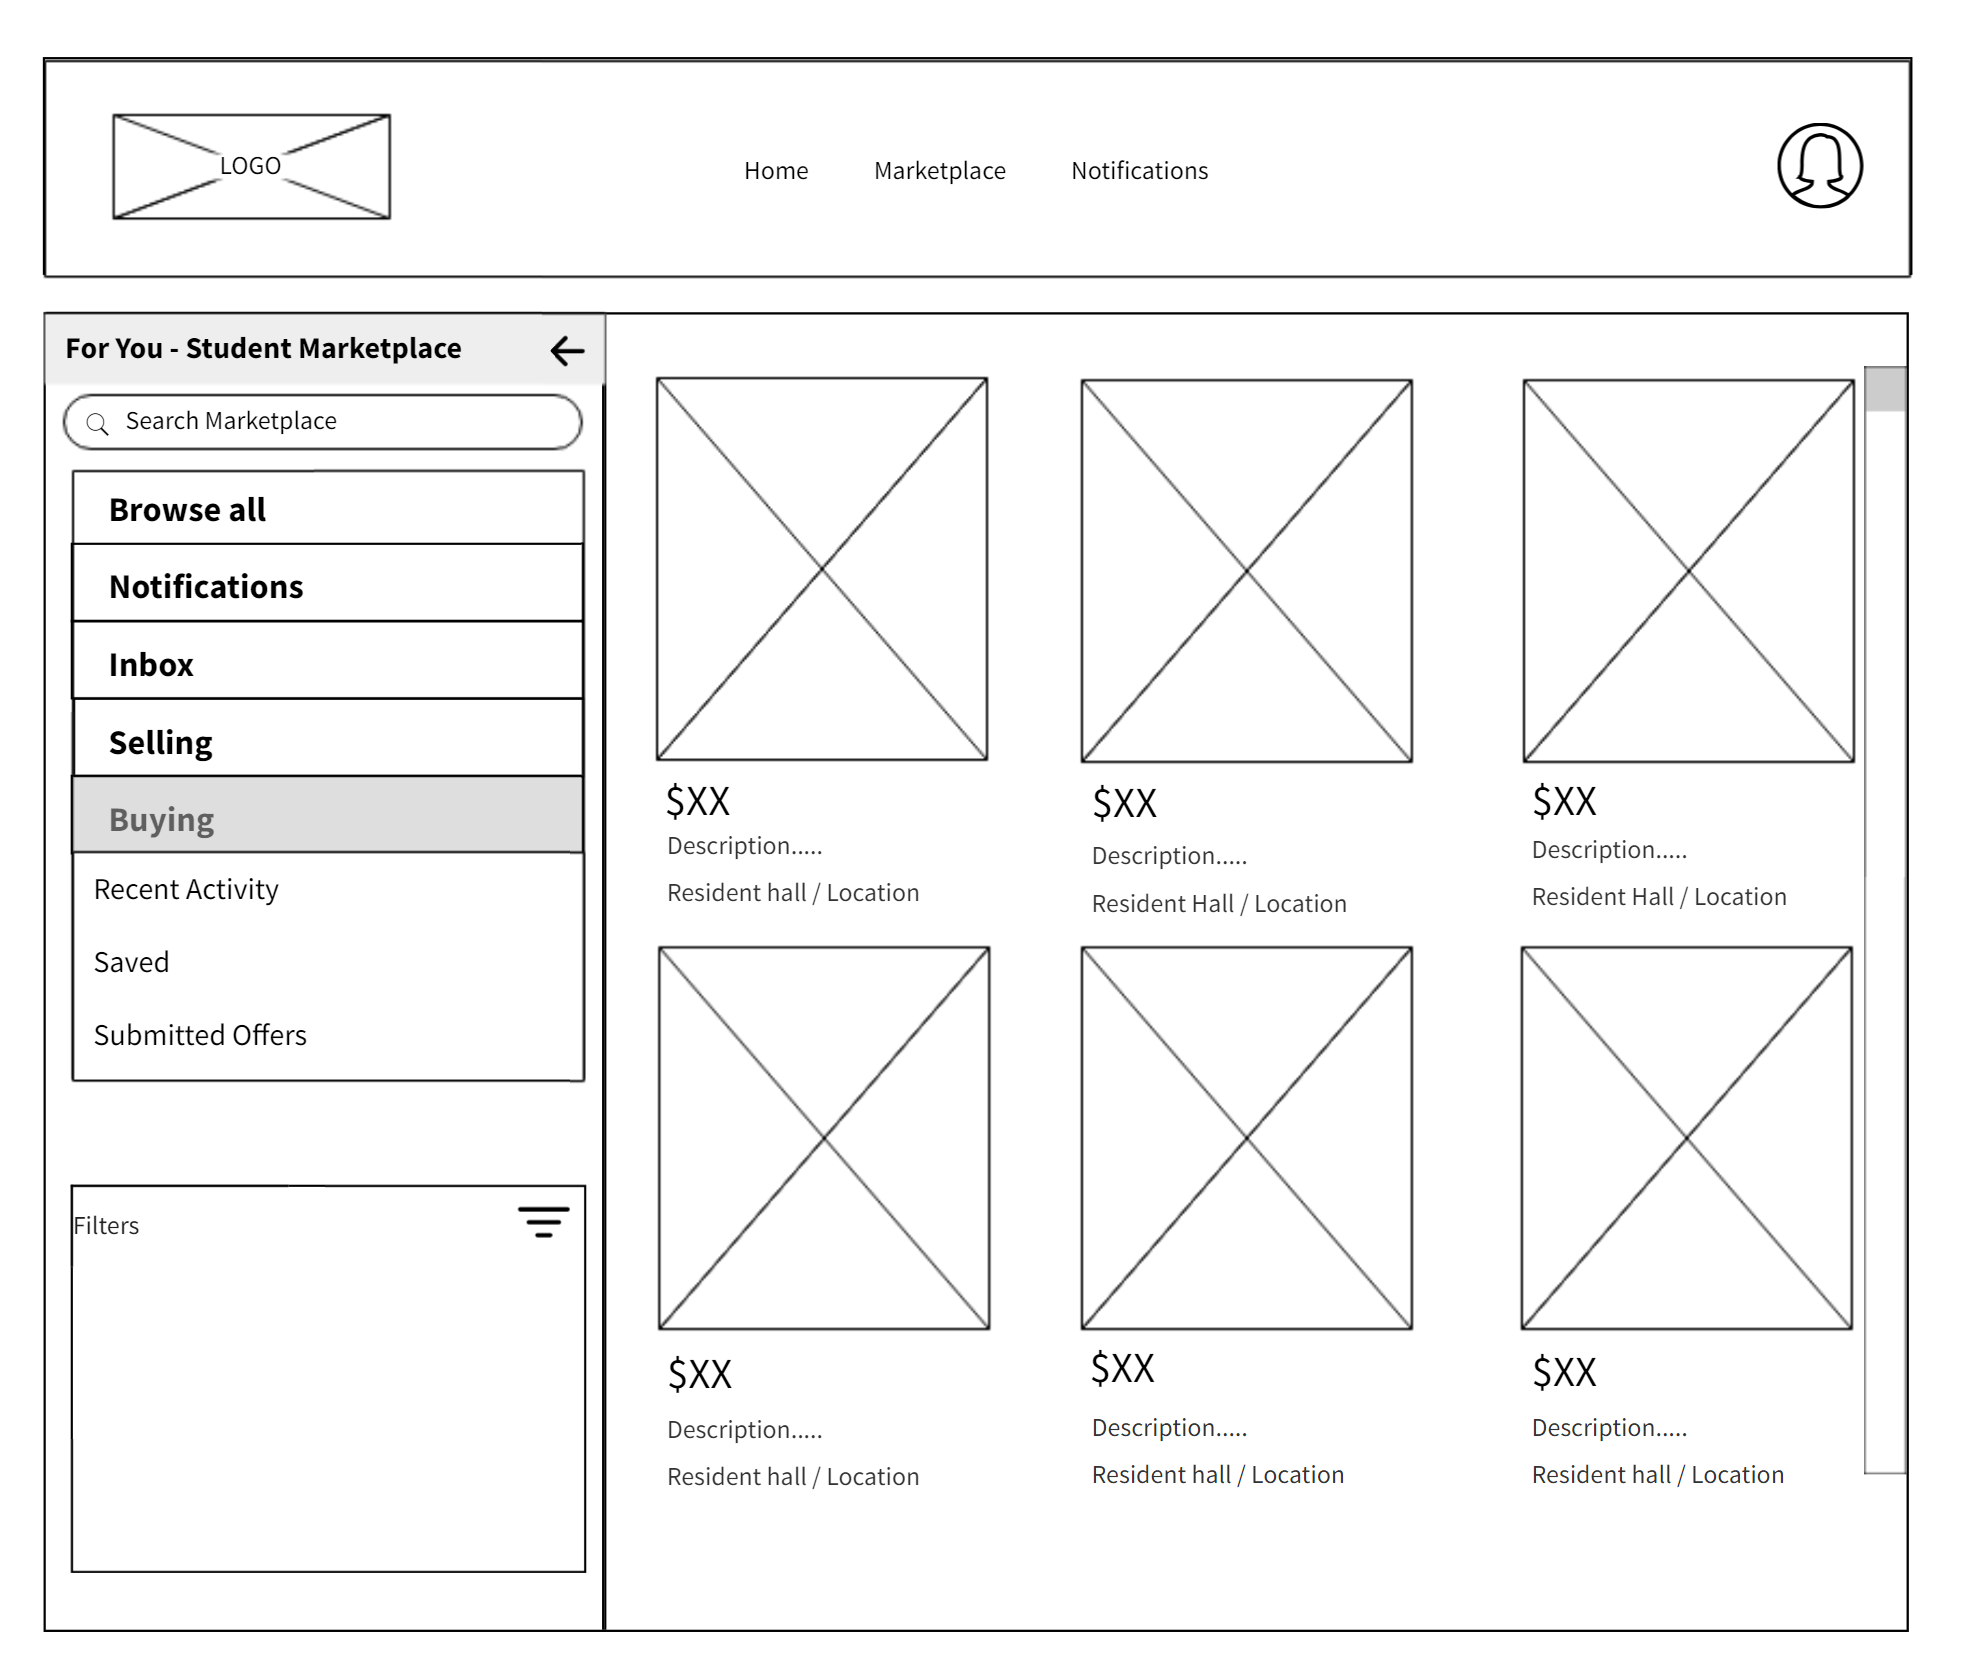 LOGO
Home Marketplace Notifications
For You - Student Marketplace
Search Marketplace
Browse all
Notifications
Inbox
Selling
Buying
Recent Activity
Saved
Submitted Offers
Filters
$XX
Description.....
Resident hall / Location
$XX
Description.....
Resident Hall / Location
$XX
Description.....
Resident Hall / Location
$XX
Description.....
Resident hall / Location
$XX
Description.....
Resident hall / Location
$XX
Description.....
Resident hall / Location